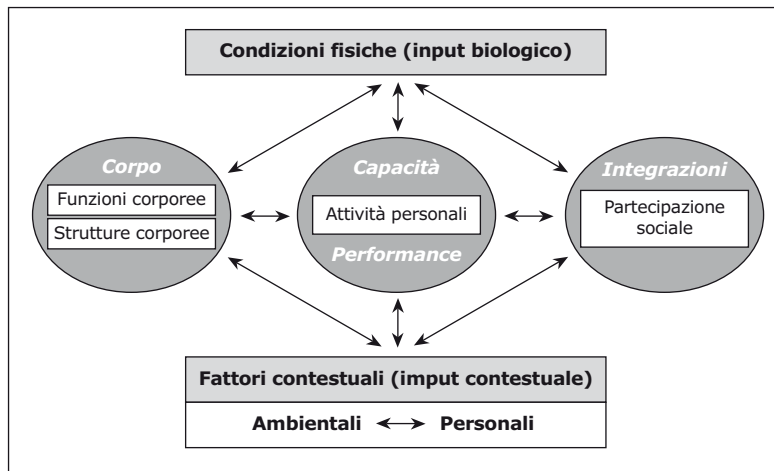 Condizioni fisiche (input biologico)
Corpo
Funzioni corporee
Strutture corporee
Capacità
Attività personali
Performance
Integrazioni
Partecipazione
sociale
Fattori contestuali (imput contestuale)
Ambientali Personali